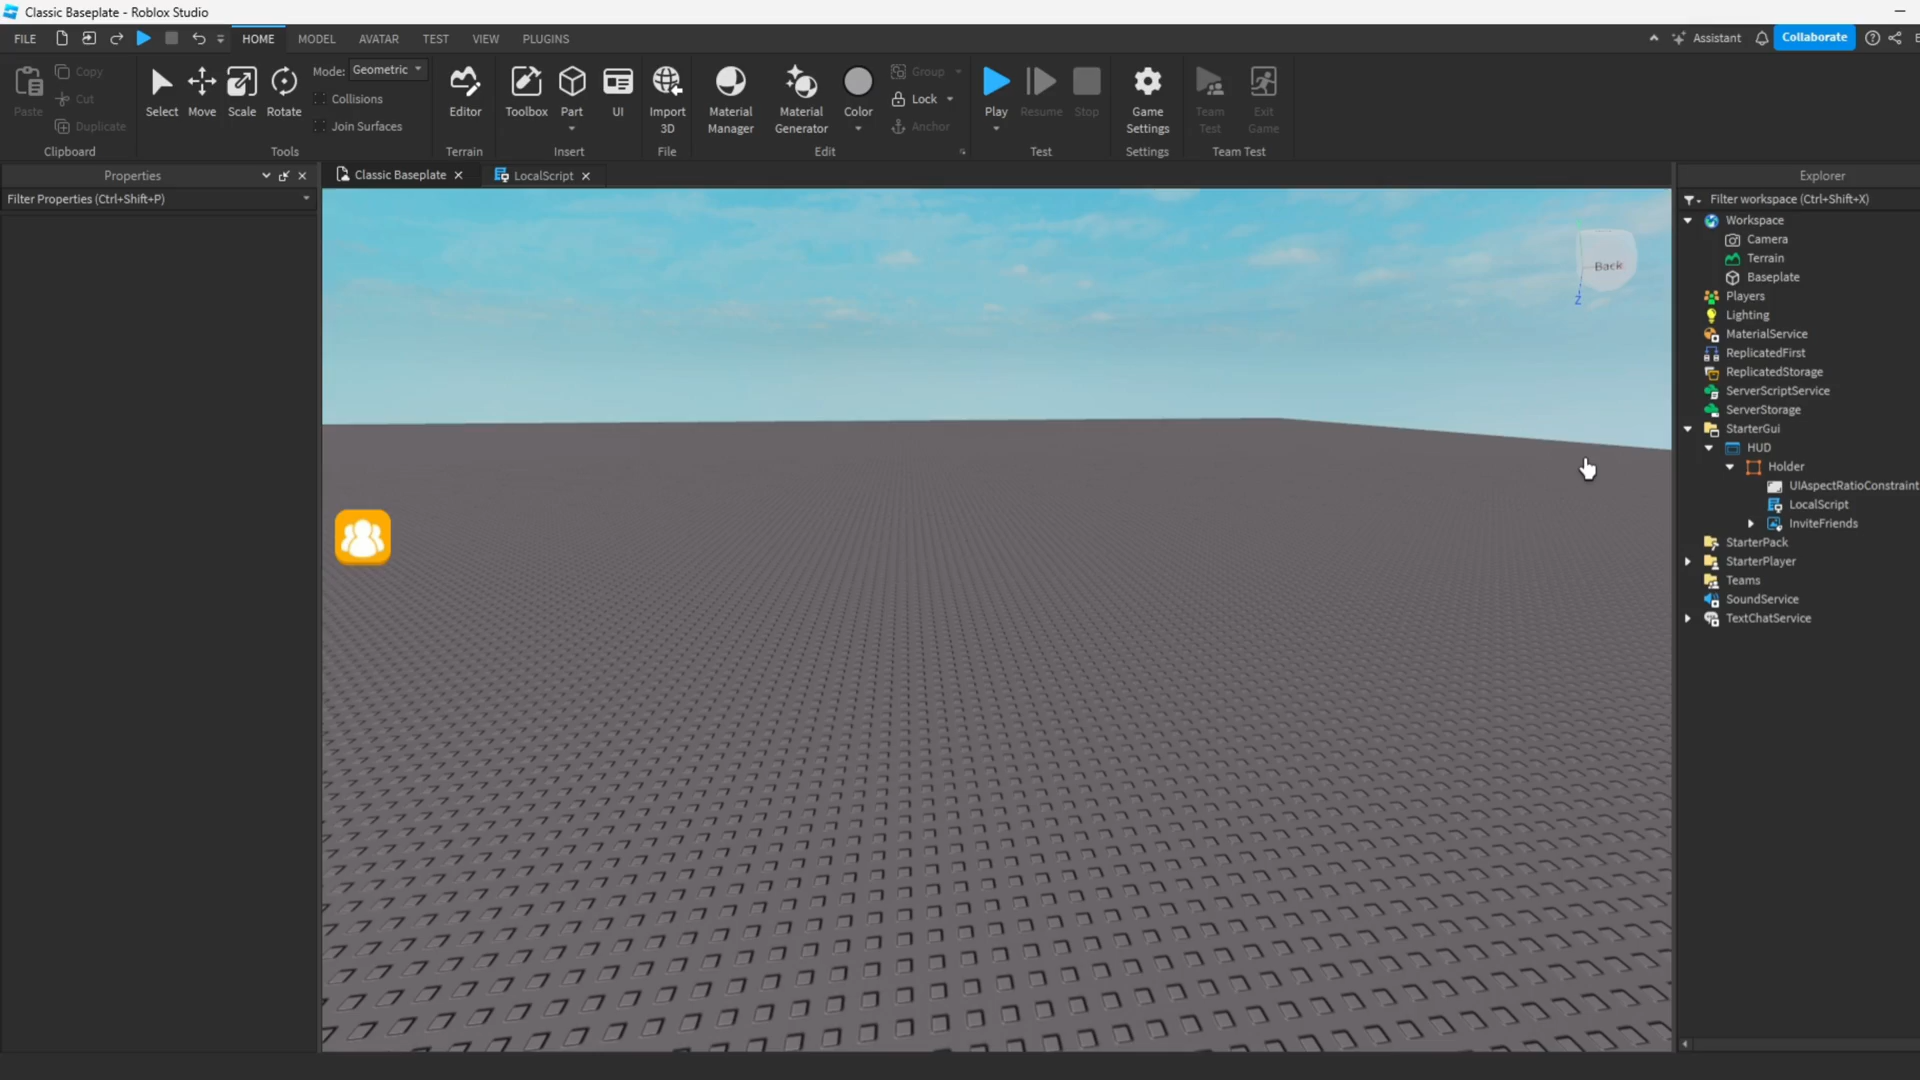 Classic Baseplate - Roblox Studio
FILE HOME MODEL AVATAR TEST VIEW PLUGINS Assistant Collaborate
Paste Copy Cut Duplicate Clipboard
Select Move Scale Rotate Mode: Geometric Collisions Join Surfaces Tools
Editor Terrain
Toolbox Part UI Insert
Import 3D File
Material Manager Material Generator Color Group Lock Anchor Edit
Play Resume Stop Test
Game Settings Settings
Team Test Exit Game Team Test
Properties
Filter Properties (Ctrl+Shift+P)
Classic Baseplate LocalScript
Back
Z
Explorer
Filter workspace (Ctrl+Shift+X)
Workspace
Camera
Terrain
Baseplate
Players
Lighting
MaterialService
ReplicatedFirst
ReplicatedStorage
ServerScriptService
ServerStorage
StarterGui
HUD
Holder
UIAspectRatioConstraint
LocalScript
InviteFriends
StarterPack
StarterPlayer
Teams
SoundService
TextChatService